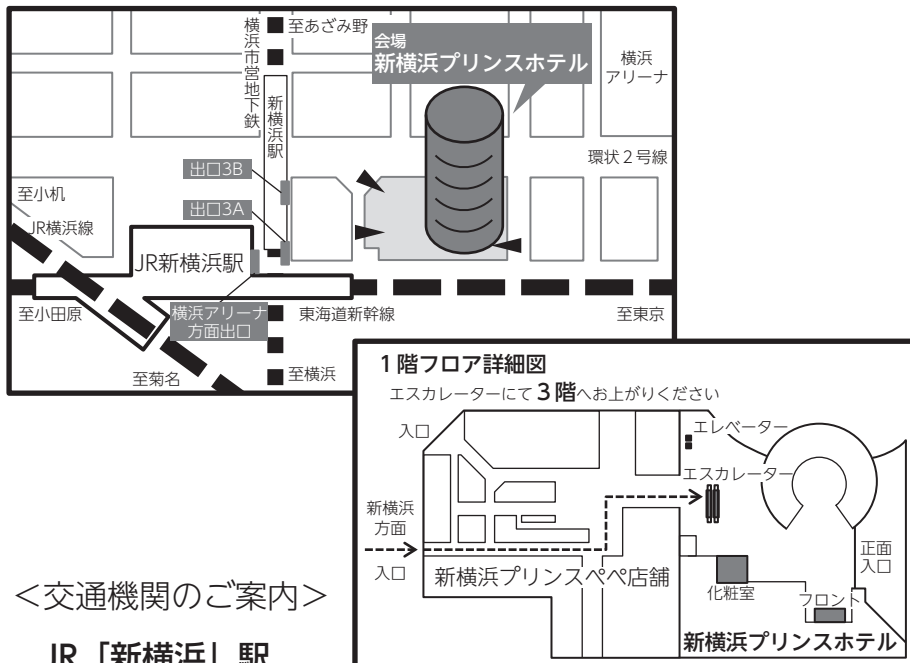 至あざみ野
横浜市営地下鉄
会場
新横浜プリンスホテル
横浜
アリーナ
新横浜駅
環状2号線
出口3B
至小机
出口3A
JR横浜線
JR新横浜駅
至小田原
横浜アリーナ
方面出口
東海道新幹線
至東京
至菊名
至横浜
1階フロア詳細図
エスカレーターにて3階へお上がりください
入口
エレベーター
エスカレーター
新横浜
方面
入口
新横浜プリンスペペ店舗
化粧室
正面
入口
フロント
新横浜プリンスホテル
<交通機関のご案内>
JR「新横浜」駅